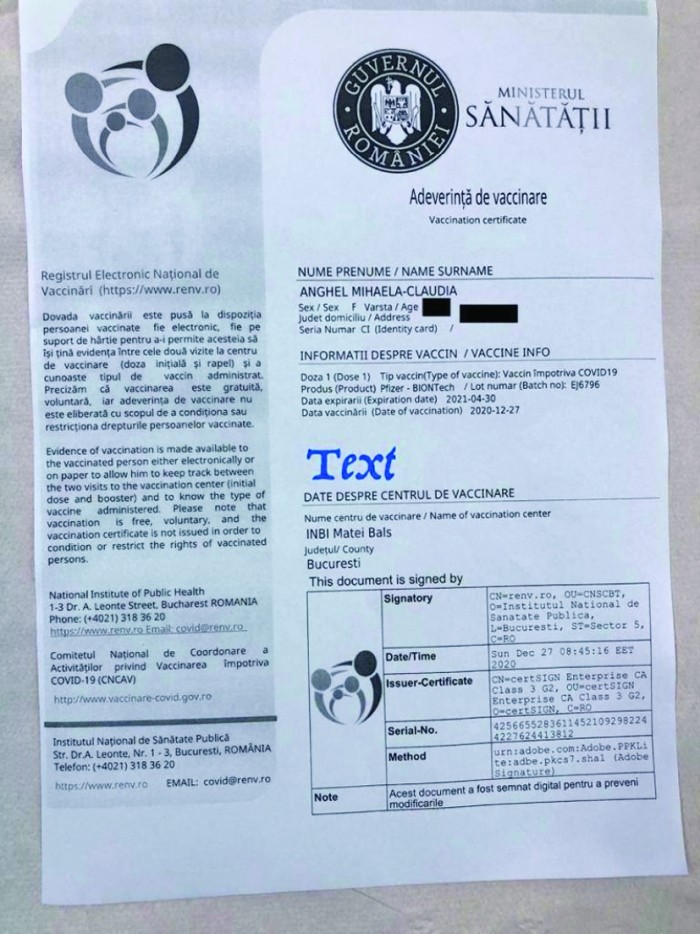 GUVERNUL ROMÂNIEI
MINISTERUL
SĂNĂTĂȚII
Adeverință de vaccinare
Vaccination certificate
Registrul Electronic Național de
Vaccinări (https://www.renv.ro)
Dovada vaccinării este pusă la dispoziția
persoanei vaccinate fie electronic, fie pe
suport de hârtie pentru a-i permite acesteia să
își țină evidența între cele două vizite la centru
de vaccinare (doza inițială și rapel) și a
cunoaste tipul de vaccin administrat.
Precizăm că vaccinarea este gratuită,
voluntară, iar adeverința de vaccinare nu
este eliberată cu scopul de a condiționa sau
restricționa drepturile persoanelor vaccinate.
Evidence of vaccination is made available to
the vaccinated person either electronically or
on paper to allow him to keep track between
the two visits to the vaccination center (initial
dose and booster) and to know the type of
vaccine administered. Please note that
vaccination is free, voluntary, and the
vaccination certificate is not issued in order to
condition or restrict the rights of vaccinated
persons.
National Institute of Public Health
1-3 Dr. A. Leonte Street, Bucharest ROMANIA
Phone: (+4021) 318 36 20
https://www.renv.ro Email: covid@renv.ro
Comitetul Național de Coordonare a
Activităților privind Vaccinarea împotriva
COVID-19 (CNCAV)
http://www.vaccinare-covid.gov.ro
Institutul Național de Sănătate Publică
Str. Dr.A. Leonte, Nr. 1 - 3, Bucuresti, ROMÂNIA
Telefon: (+4021) 318 36 20
https://www.renv.ro EMAIL: covid@renv.ro
NUME PRENUME / NAME SURNAME
ANGHEL MIHAELA-CLAUDIA
Sex / Sex F Varsta / Age
Judet domiciliu / Address
Seria Numar CI (Identity card) /
INFORMATII DESPRE VACCIN / VACCINE INFO
Doza 1 (Dose 1) Tip vaccin(Type of vaccine): Vaccin împotriva COVID19
Produs (Product) Pfizer - BIONTech / Lot numar (Batch no): EJ6796
Data expirarii (Expiration date) 2021-04-30
Data vaccinării (Date of vaccination) 2020-12-27
Text
DATE DESPRE CENTRUL DE VACCINARE
Nume centru de vaccinare / Name of vaccination center
INBI Matei Bals
Județul/ County
Bucuresti
This document is signed by
Signatory
CN=renv.ro, OU=CNSCBT,
O=Institutul National de
Sanatate Publica,
L=Bucuresti, ST=Sector 5,
C=RO
Date/Time
Sun Dec 27 08:45:16 EET
2020
Issuer-Certificate
CN=certSIGN Enterprise CA
Class 3 G2, OU=certSIGN
Enterprise CA Class 3 G2,
O=certSIGN, C=RO
Serial-No.
4256655283611452109298224
4227624413812
Method
urn:adobe.com:Adobe.PPKLi
te:adbe.pkcs7.sha1 (Adobe
Signature)
Note
Acest document a fost semnat digital pentru a preveni
modificarile